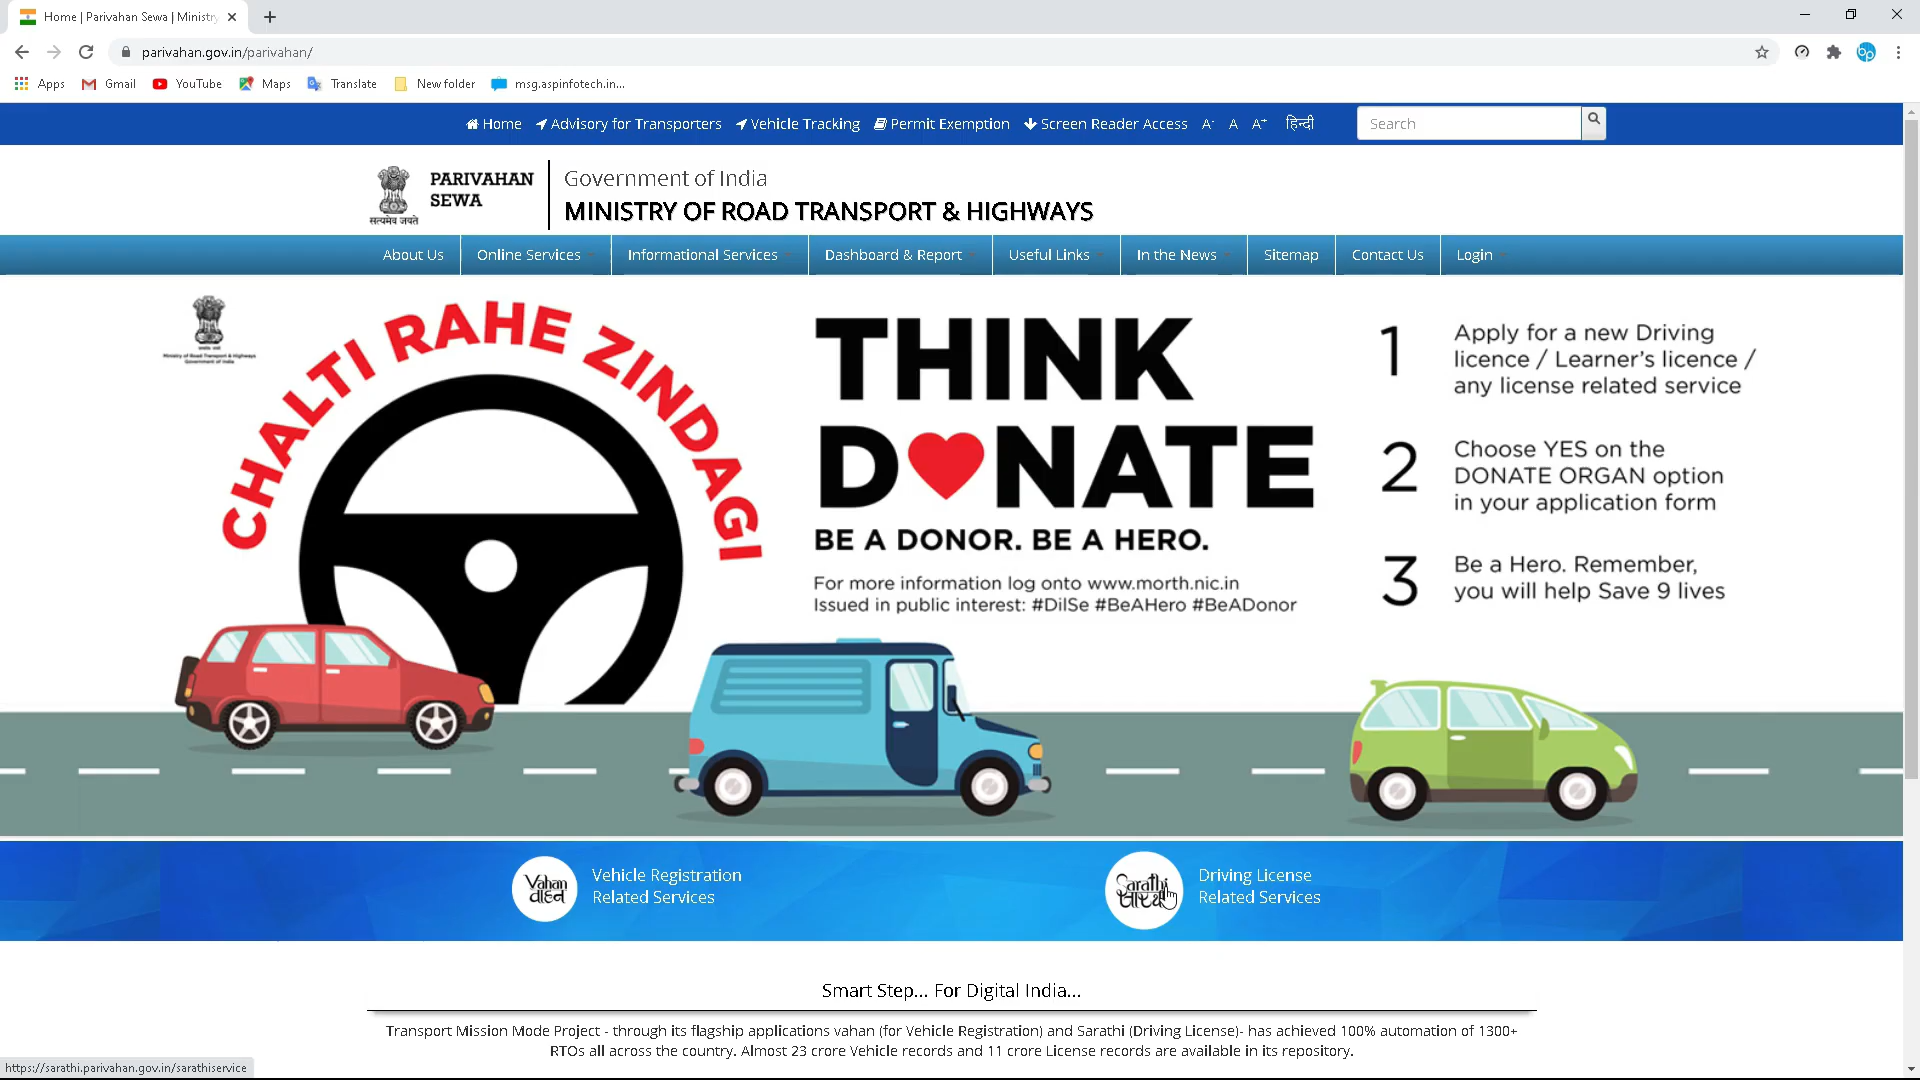 Home | Parivahan Sewa | Ministry
parivahan.gov.in/parivahan/
Apps Gmail YouTube Maps Translate New folder msg.aspinfotech.in...
Home Advisory for Transporters Vehicle Tracking Permit Exemption Screen Reader Access A- A A+ हिन्दी Search
PARIVAHAN
SEWA
सत्यमेव जयते
Government of India
MINISTRY OF ROAD TRANSPORT & HIGHWAYS
About Us Online Services Informational Services Dashboard & Report Useful Links In the News Sitemap Contact Us Login
Ministry of Road Transport & Highways
Government of India
CHALTI RAHE ZINDAGI
THINK
DONATE
BE A DONOR. BE A HERO.
For more information log onto www.morth.nic.in
Issued in public interest: #DilSe #BeAHero #BeADonor
1 Apply for a new Driving
licence / Learner's licence /
any license related service
2 Choose YES on the
DONATE ORGAN option
in your application form
3 Be a Hero. Remember,
you will help Save 9 lives
Vahan
वाहन
Vehicle Registration
Related Services
Sarathi
सारथी
Driving License
Related Services
Smart Step... For Digital India...
Transport Mission Mode Project - through its flagship applications vahan (for Vehicle Registration) and Sarathi (Driving License)- has achieved 100% automation of 1300+
RTOs all across the country. Almost 23 crore Vehicle records and 11 crore License records are available in its repository.
https://sarathi.parivahan.gov.in/sarathiservice